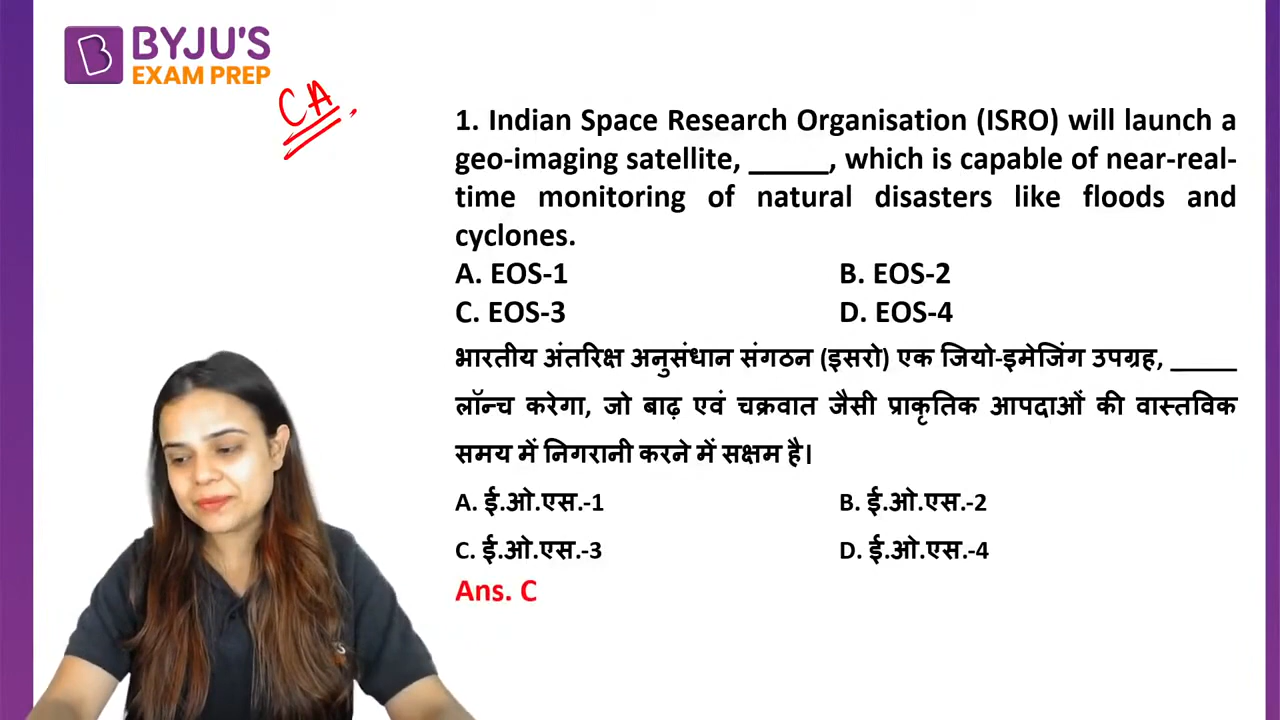 BYJU'S
EXAM PREP
CA.
1. Indian Space Research Organisation (ISRO) will launch a
geo-imaging satellite, _____, which is capable of near-real-
time monitoring of natural disasters like floods and
cyclones.
A. EOS-1 B. EOS-2
C. EOS-3 D. EOS-4
भारतीय अंतरिक्ष अनुसंधान संगठन (इसरो) एक जियो-इमेजिंग उपग्रह, _____
लॉन्च करेगा, जो बाढ़ एवं चक्रवात जैसी प्राकृतिक आपदाओं की वास्तविक
समय में निगरानी करने में सक्षम है।
A. ई.ओ.एस.-1 B. ई.ओ.एस.-2
C. ई.ओ.एस.-3 D. ई.ओ.एस.-4
Ans. C